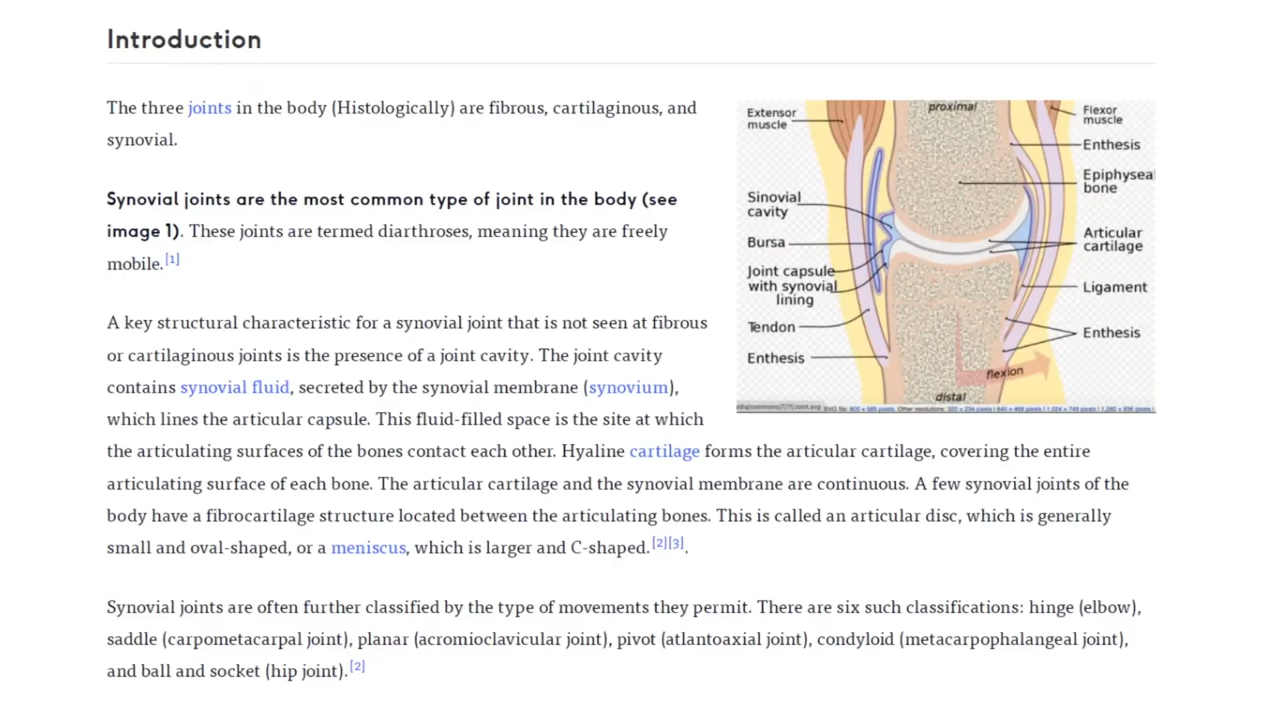 Introduction
The three joints in the body (Histologically) are fibrous, cartilaginous, and
synovial.
Synovial joints are the most common type of joint in the body (see
image 1). These joints are termed diarthroses, meaning they are freely
mobile.[1]
A key structural characteristic for a synovial joint that is not seen at fibrous
or cartilaginous joints is the presence of a joint cavity. The joint cavity
contains synovial fluid, secreted by the synovial membrane (synovium),
which lines the articular capsule. This fluid-filled space is the site at which
the articulating surfaces of the bones contact each other. Hyaline cartilage forms the articular cartilage, covering the entire
articulating surface of each bone. The articular cartilage and the synovial membrane are continuous. A few synovial joints of the
body have a fibrocartilage structure located between the articulating bones. This is called an articular disc, which is generally
small and oval-shaped, or a meniscus, which is larger and C-shaped.[2][3].
Synovial joints are often further classified by the type of movements they permit. There are six such classifications: hinge (elbow),
saddle (carpometacarpal joint), planar (acromioclavicular joint), pivot (atlantoaxial joint), condyloid (metacarpophalangeal joint),
and ball and socket (hip joint).[2]
proximal
Extensor
muscle
Sinovial
cavity
Bursa
Joint capsule
with synovial
lining
Tendon
Enthesis
Flexor
muscle
Enthesis
Epiphysea
bone
Articular
cartilage
Ligament
Enthesis
flexion
distal